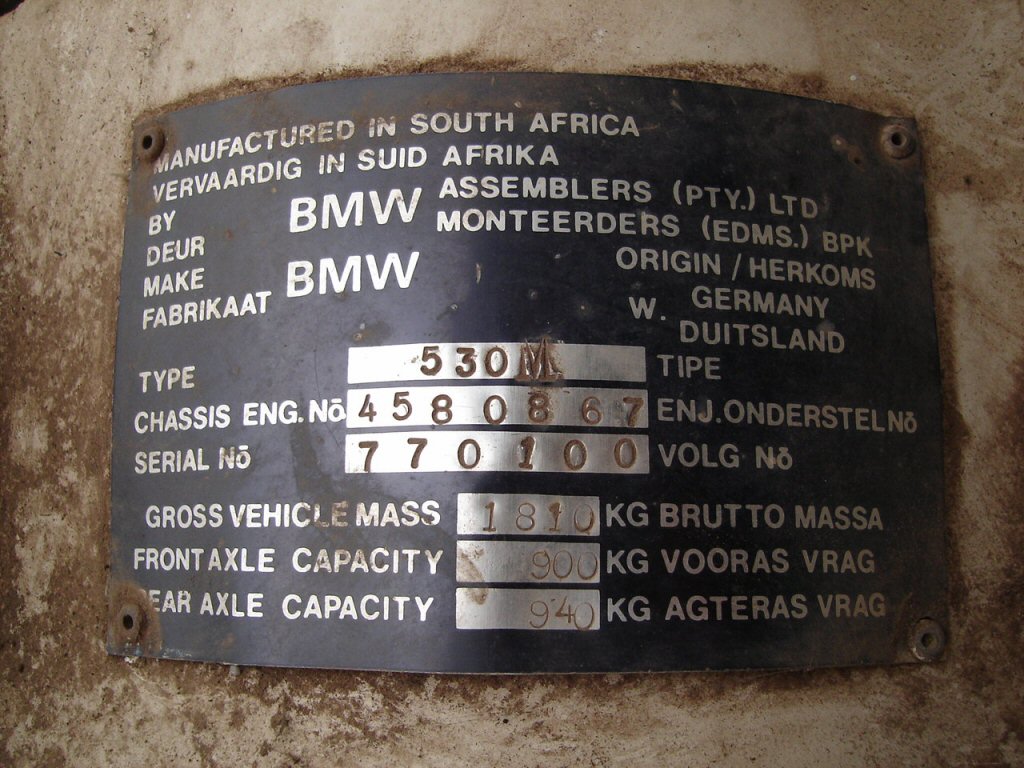 MANUFACTURED IN SOUTH AFRICA
VERVAARDIG IN SUID AFRIKA
BY
DEUR
BMW
ASSEMBLERS (PTY.) LTD
MONTEERDERS (EDMS.) BPK
MAKE
FABRIKAAT
BMW
ORIGIN / HERKOMS
W. GERMANY
DUITSLAND
TYPE 530M TIPE
CHASSIS ENG. Nō 4580867 ENJ. ONDERSTEL Nō
SERIAL Nō 770100 VOLG Nō
GROSS VEHICLE MASS 1810 KG BRUTTO MASSA
FRONT AXLE CAPACITY 900 KG VOORAS VRAG
REAR AXLE CAPACITY 940 KG AGTERAS VRAG